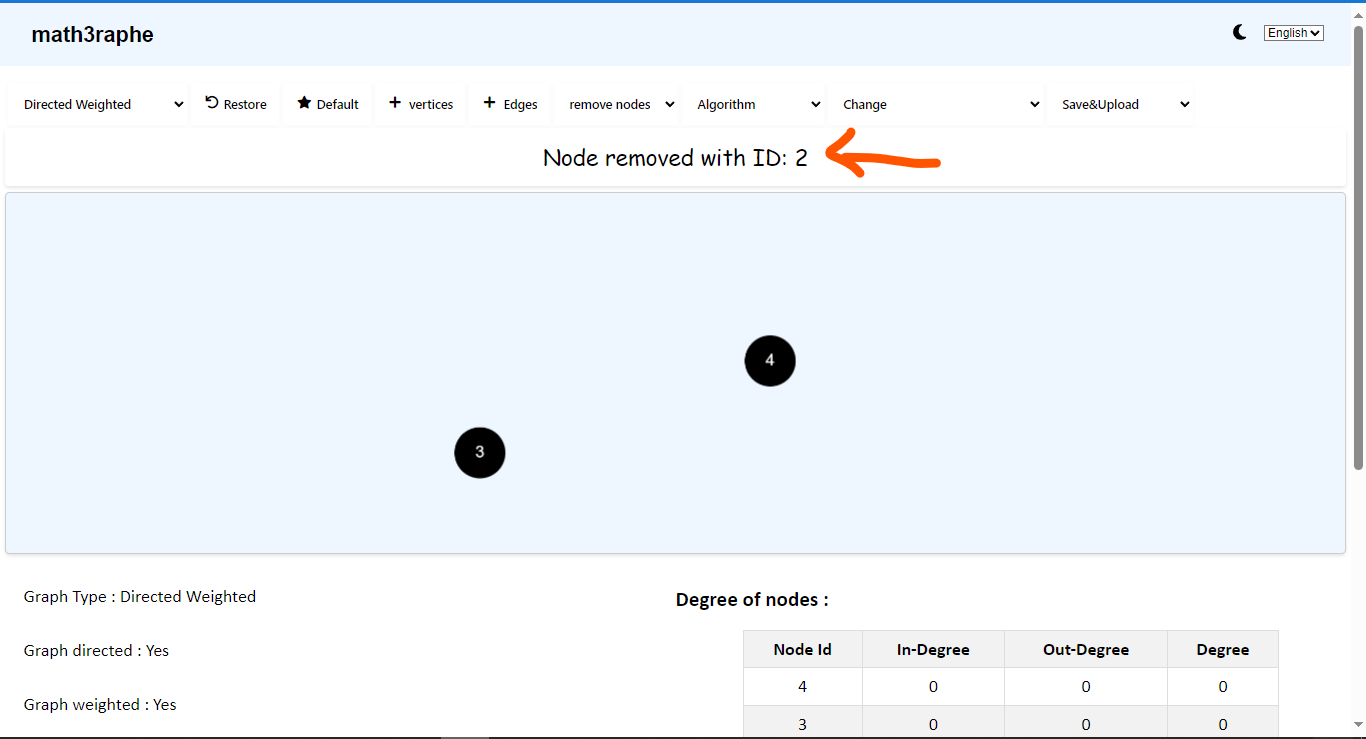 math3raphe
English
Directed Weighted Restore Default vertices Edges remove nodes Algorithm Change Save&Upload
Node removed with ID: 2
4
3
Graph Type : Directed Weighted
Degree of nodes :
Node Id In-Degree Out-Degree Degree
Graph directed : Yes
4 0 0 0
Graph weighted : Yes
3 0 0 0